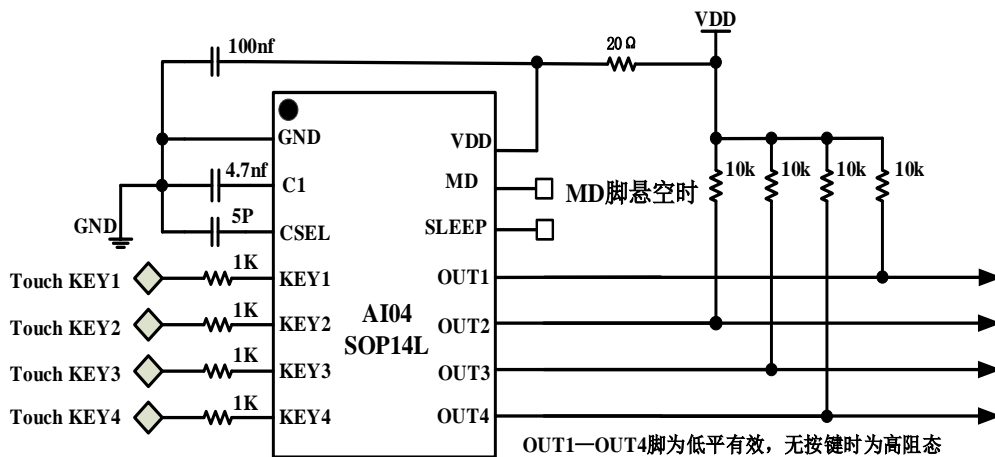 VDD
100nf
20Ω
GND
VDD
4.7nf
C1
MD
MD脚悬空时
10k
10k
10k
10k
GND
5P
CSEL
SLEEP
Touch KEY1
1K
KEY1
OUT1
Touch KEY2
1K
KEY2
OUT2
AI04
SOP14L
Touch KEY3
1K
KEY3
OUT3
Touch KEY4
1K
KEY4
OUT4
OUT1—OUT4脚为低平有效，无按键时为高阻态